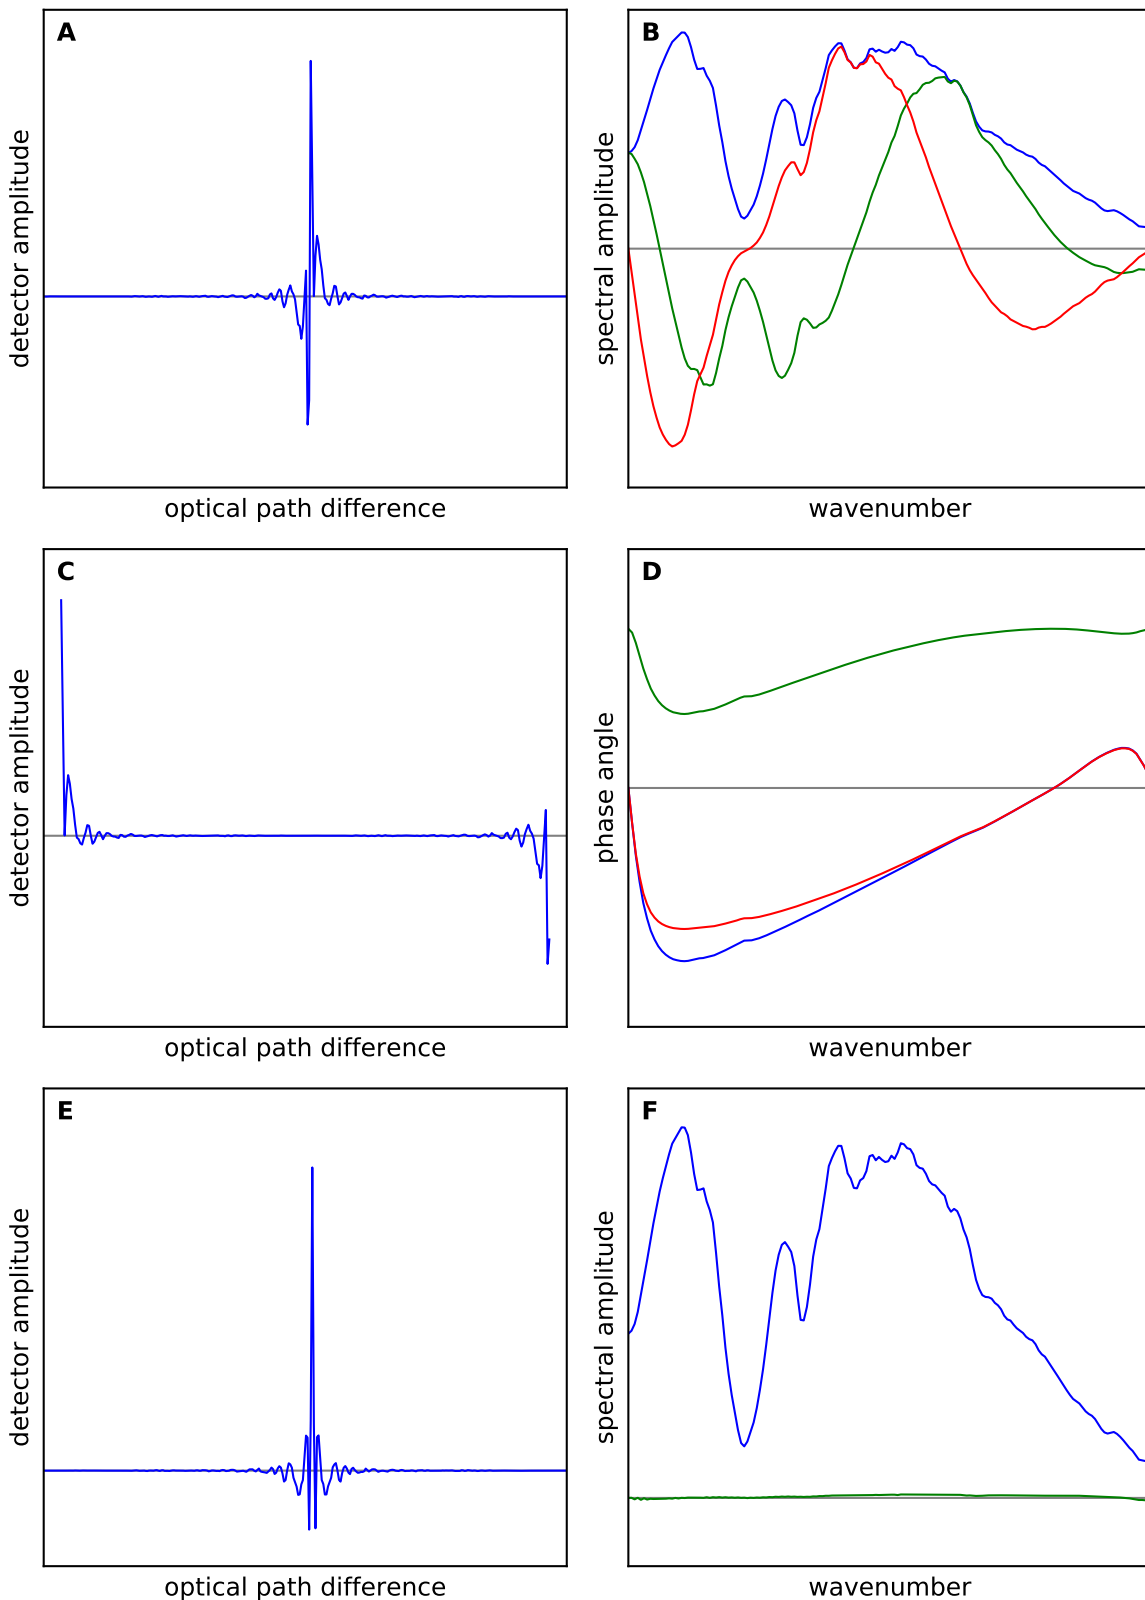 A
detector amplitude
optical path difference
B
spectral amplitude
wavenumber
C
detector amplitude
optical path difference
D
phase angle
wavenumber
E
detector amplitude
optical path difference
F
spectral amplitude
wavenumber